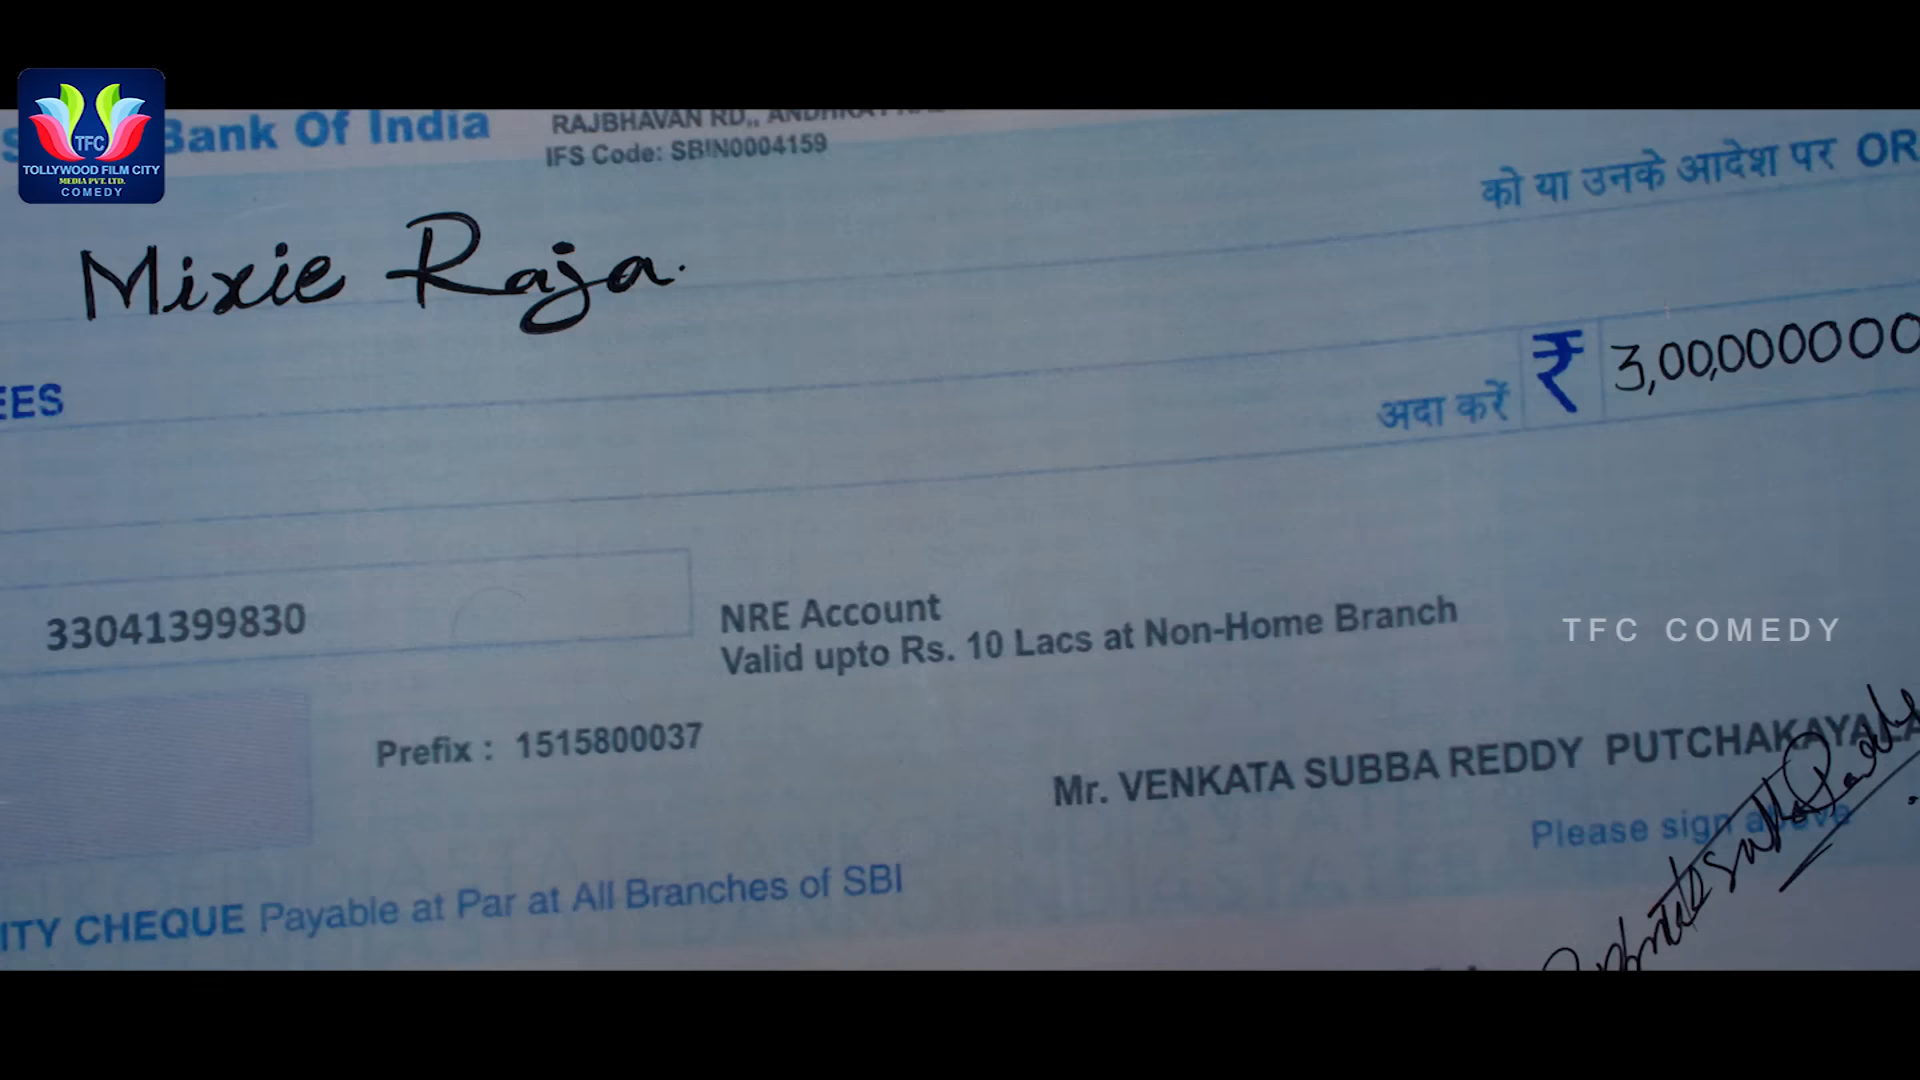 TFC
TOLLYWOOD FILM CITY
MEDIA PVT. LTD.
COMEDY
Bank Of India
RAJBHAVAN RD,,
IFS Code: SBIN0004159
को या उनके आदेश पर OR
Mixie Raja.
EES
अदा करें ₹ 3,00,00000000
33041399830
NRE Account
Valid upto Rs. 10 Lacs at Non-Home Branch
TFC COMEDY
Prefix : 1515800037
Mr. VENKATA SUBBA REDDY PUTCHAKAYALA
Please sign above
ITY CHEQUE Payable at Par at All Branches of SBI